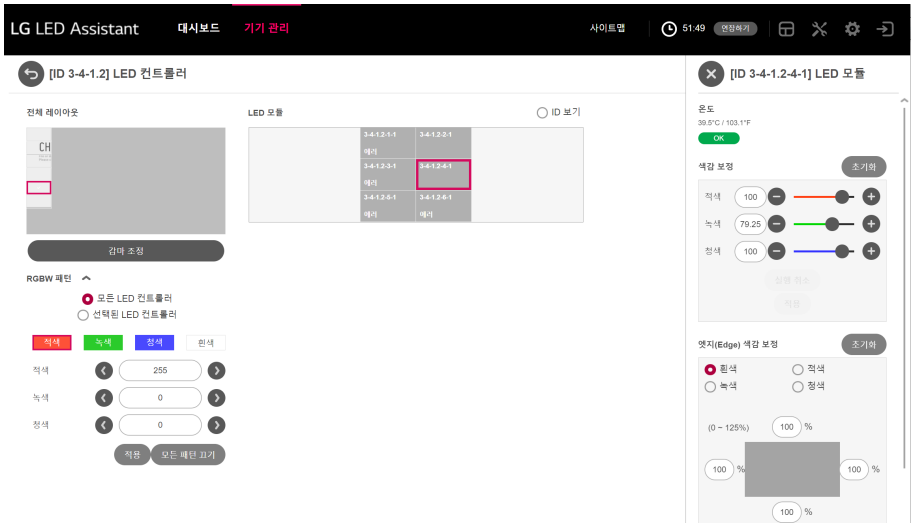 LG LED Assistant
대시보드
기기 관리
사이트맵
51:49
연장하기
[ID 3-4-1.2] LED 컨트롤러
전체 레이아웃
CH
감마 조정
RGBW 패턴
모든 LED 컨트롤러
선택된 LED 컨트롤러
적색 녹색 청색 흰색
적색 255
녹색 0
청색 0
적용 모든 패턴 끄기
LED 모듈
ID 보기
3-4-1.2-1-1 3-4-1.2-2-1
에러
3-4-1.2-3-1 3-4-1.2-4-1
에러
3-4-1.2-5-1 3-4-1.2-6-1
에러 에러
[ID 3-4-1.2-4-1] LED 모듈
온도
39.5°C / 103.1°F
OK
색감 보정 초기화
적색 100
녹색 79.25
청색 100
적용
엣지(Edge) 색감 보정 초기화
흰색 적색
녹색 청색
(0 ~ 125%) 100 %
100 % 100 %
100 %